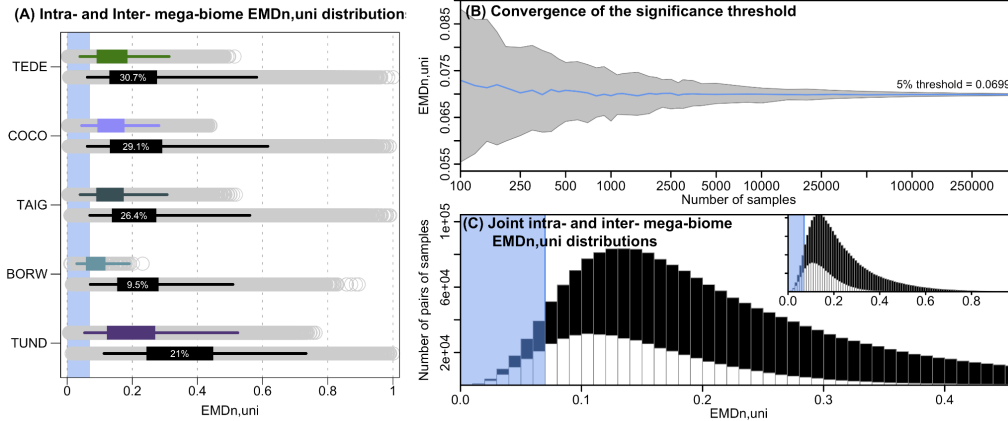 (A) Intra- and Inter- mega-biome EMDn,uni distribution
TEDE
30.7%
COCO
29.1%
TAIG
26.4%
BORW
9.5%
TUND
21%
0 0.2 0.4 0.6 0.8 1
EMDn,uni
(B) Convergence of the significance threshold
EMDn,uni
0.055 0.065 0.075 0.085
5% threshold = 0.0699
100 250 500 1000 2500 5000 10000 25000 100000 250000
Number of samples
(C) Joint intra- and inter- mega-biome
EMDn,uni distributions
Number of pairs of samples
2e+04 6e+04 1e+05
0.0 0.2 0.4 0.6 0.8
0.0 0.1 0.2 0.3 0.4
EMDn,uni